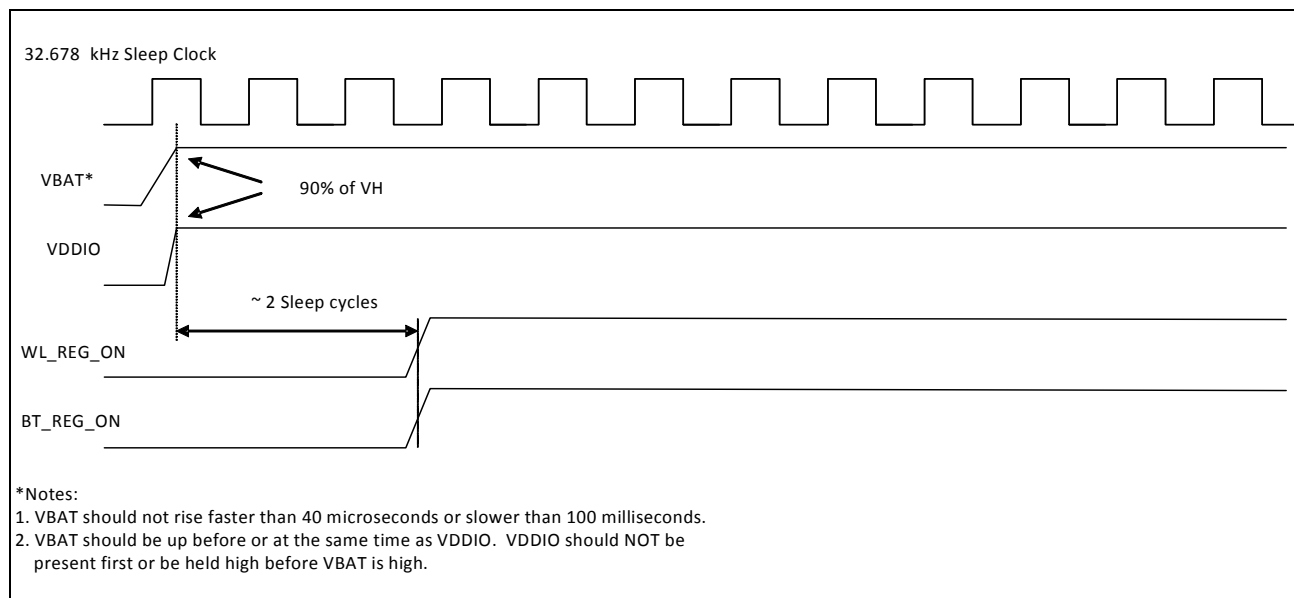 32.678 kHz Sleep Clock
VBAT*
90% of VH
VDDIO
~ 2 Sleep cycles
WL_REG_ON
BT_REG_ON
*Notes:
1. VBAT should not rise faster than 40 microseconds or slower than 100 milliseconds.
2. VBAT should be up before or at the same time as VDDIO. VDDIO should NOT be
present first or be held high before VBAT is high.